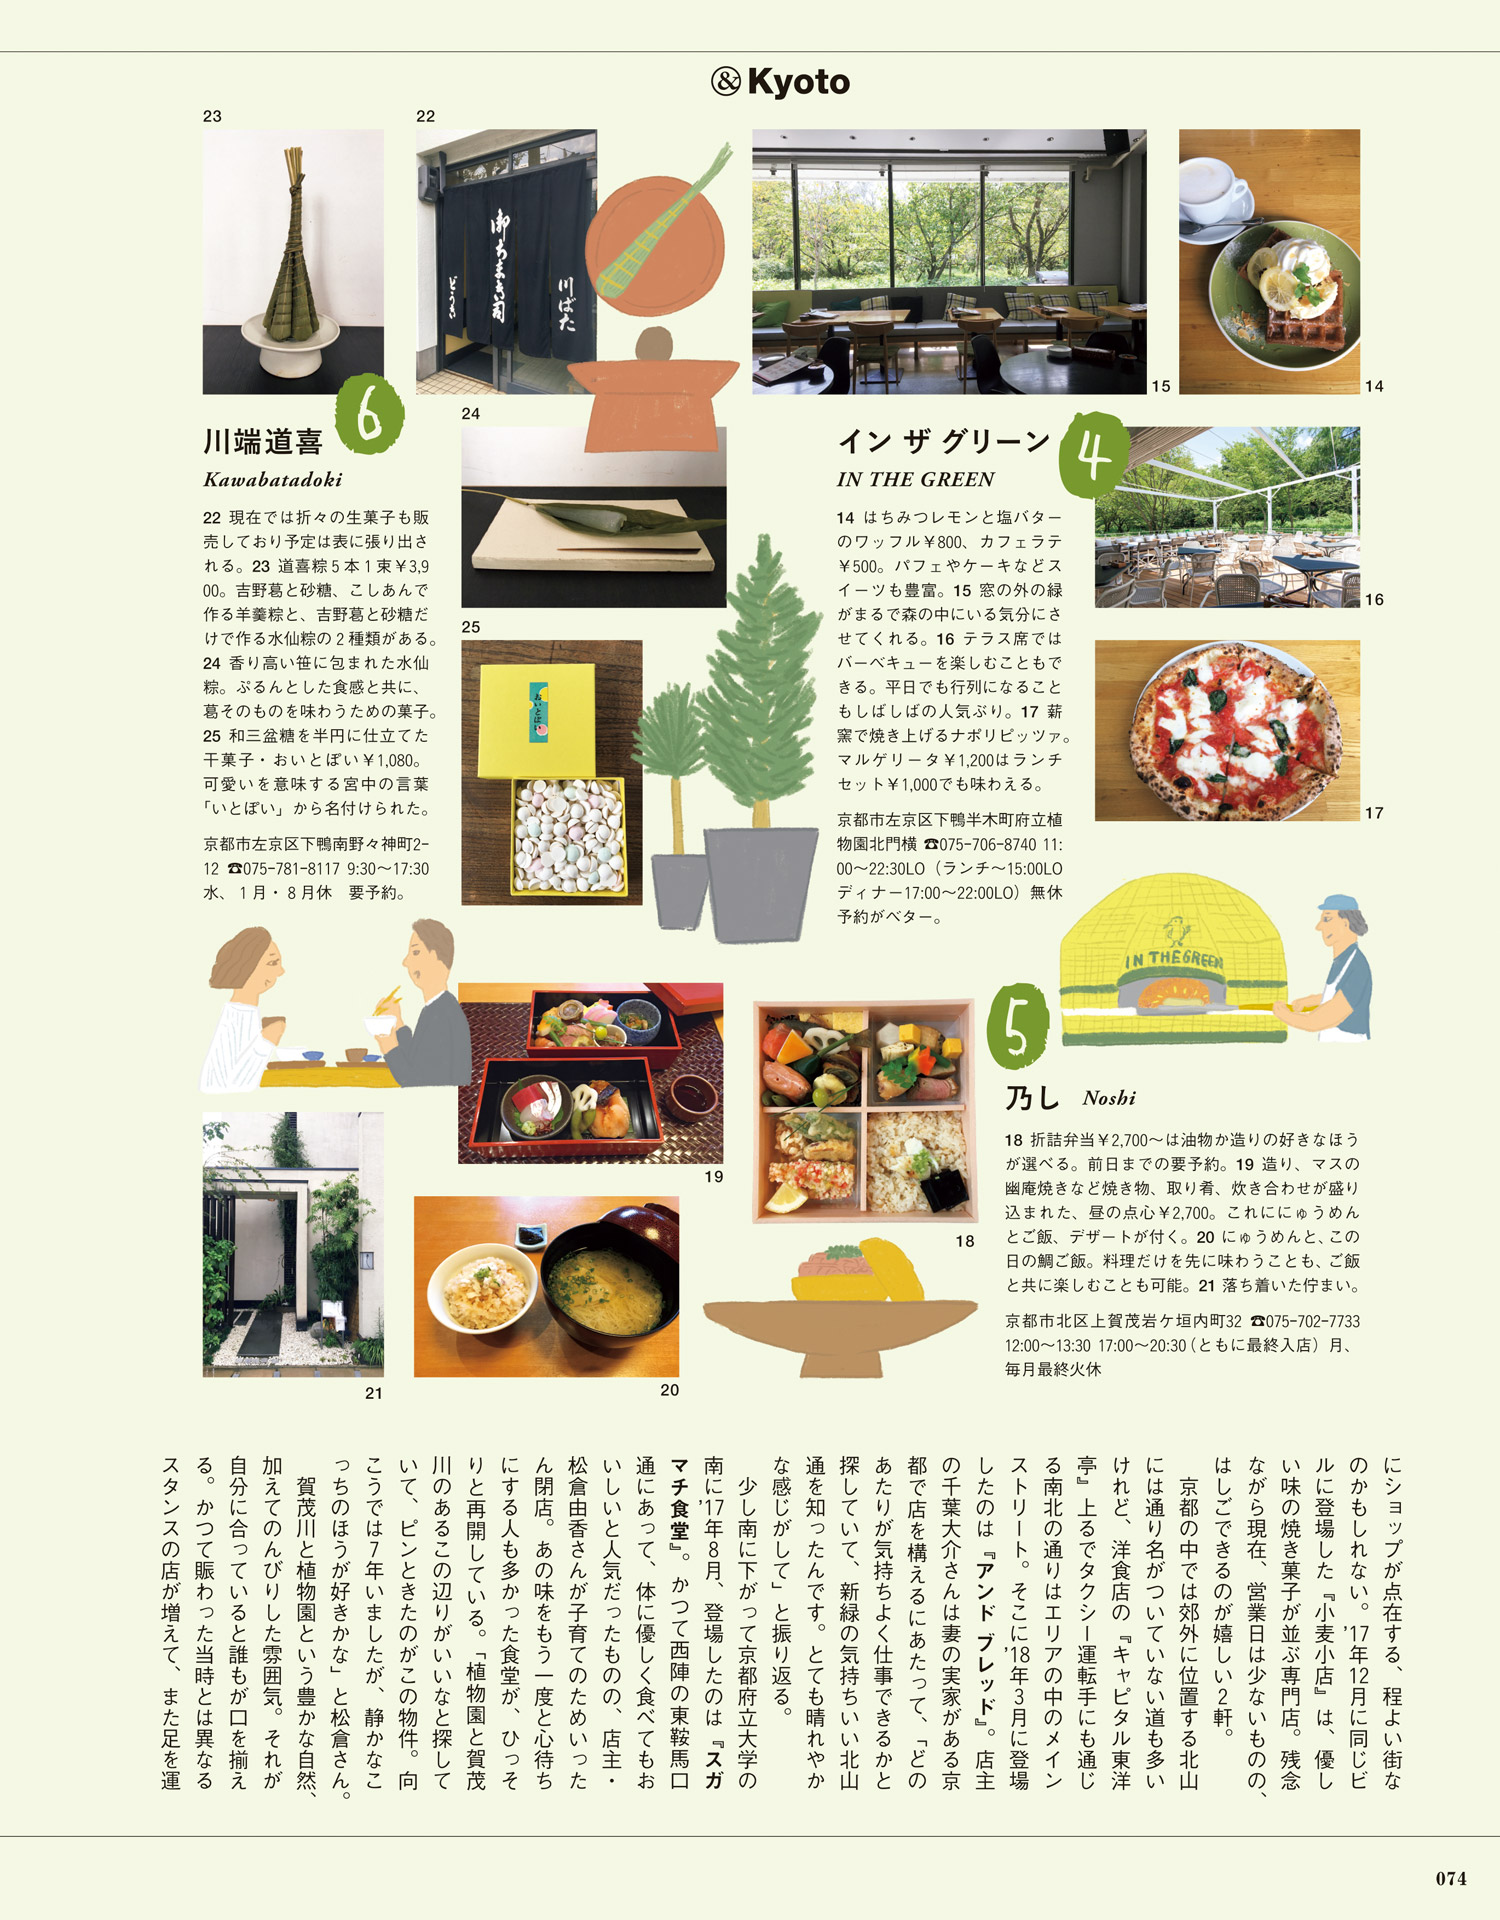 &Kyoto
23
22
15
14
御ちまき司
川ばた
どうき
6
川端道喜
Kawabatadoki
22 現在では折々の生菓子も販
売しており予定は表に張り出さ
れる。23 道喜粽5本1束￥3,9
00。吉野葛と砂糖、こしあんで
作る羊羹粽と、吉野葛と砂糖だ
けで作る水仙粽の2種類がある。
24 香り高い笹に包まれた水仙
粽。ぷるんとした食感と共に、
葛そのものを味わうための菓子。
25 和三盆糖を半円に仕立てた
干菓子・おいとぼい￥1,080。
可愛いを意味する宮中の言葉
「いとぼい」から名付けられた。
京都市左京区下鴨南野々神町2-
12 ☎075-781-8117 9:30〜17:30
水、1月・8月休　要予約。
24
25
おいとぼい
イン ザ グリーン
4
IN THE GREEN
14 はちみつレモンと塩バター
のワッフル￥800、カフェラテ
￥500。パフェやケーキなどス
イーツも豊富。15 窓の外の緑
がまるで森の中にいる気分にさ
せてくれる。16 テラス席では
バーベキューを楽しむこともで
きる。平日でも行列になること
もしばしばの人気ぶり。17 薪
窯で焼き上げるナポリピッツァ。
マルゲリータ￥1,200はランチ
セット￥1,000でも味わえる。
京都市左京区下鴨半木町府立植
物園北門横 ☎075-706-8740 11:
00〜22:30LO（ランチ〜15:00LO
ディナー17:00〜22:00LO）無休
予約がベター。
16
17
IN THE GREEN
19
18
21
20
5
乃し Noshi
18 折詰弁当￥2,700〜は油物か造りの好きなほう
が選べる。前日までの要予約。19 造り、マスの
幽庵焼きなど焼き物、取り肴、炊き合わせが盛り
込まれた、昼の点心￥2,700。これににゅうめん
とご飯、デザートが付く。20 にゅうめんと、この
日の鯛ご飯。料理だけを先に味わうことも、ご飯
と共に楽しむことも可能。21 落ち着いた佇まい。
京都市北区上賀茂岩ケ垣内町32 ☎075-702-7733
12:00〜13:30 17:00〜20:30（ともに最終入店）月、
毎月最終火休
にショップが点在する、程よい街な
のかもしれない。’17年12月に同じビ
ルに登場した『小麦小店』は、優し
い味の焼き菓子が並ぶ専門店。残念
ながら現在、営業日は少ないものの、
はしごできるのが嬉しい2軒。
京都の中では郊外に位置する北山
には通り名がついていない道も多い
けれど、洋食店の『キャピタル東洋
亭』上るでタクシー運転手にも通じ
る南北の通りはエリアの中のメイン
ストリート。そこに’18年3月に登場
したのは『アンド ブレッド』。店主
の千葉大介さんは妻の実家がある京
都で店を構えるにあたって、「どの
あたりが気持ちよく仕事できるかと
探していて、新緑の気持ちいい北山
通を知ったんです。とても晴れやか
な感じがして」と振り返る。
少し南に下がって京都府立大学の
南に’17年8月、登場したのは『スガ
マチ食堂』。かつて西陣の東鞍馬口
通にあって、体に優しく食べてもお
いしいと人気だったものの、店主・
松倉由香さんが子育てのためいった
ん閉店。あの味をもう一度と心待ち
にする人も多かった食堂が、ひっそ
りと再開している。「植物園と賀茂
川のあるこの辺りがいいなと探して
いて、ピンときたのがこの物件。向
こうでは7年いましたが、静かなこ
っちのほうが好きかな」と松倉さん。
賀茂川と植物園という豊かな自然、
加えてのんびりした雰囲気。それが
自分に合っていると誰もが口を揃え
る。かつて賑わった当時とは異なる
スタンスの店が増えて、また足を運
074